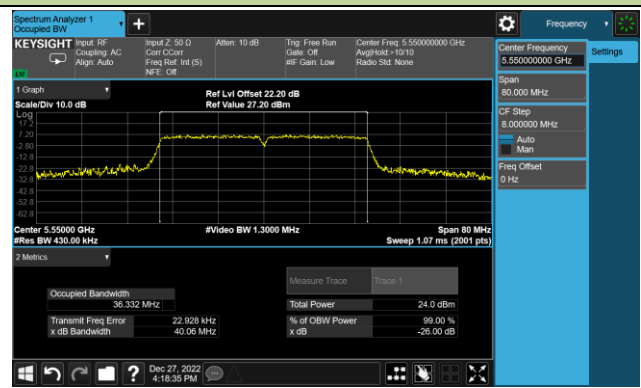 Spectrum Analyzer 1
Occupied BW
+
Frequency
KEYSIGHT
Input: RF
Coupling: AC
Align: Auto
Input Z: 50 Ω
Corr CCorr
Freq Ref: Int (S)
NFE: Off
Atten: 10 dB
Trig: Free Run
Gate: Off
#IF Gain: Low
Center Freq: 5.550000000 GHz
Avg|Hold:>10/10
Radio Std: None
Center Frequency
5.550000000 GHz
Settings
Span
80.000 MHz
CF Step
8.000000 MHz
Auto
Man
Freq Offset
0 Hz
1 Graph
Scale/Div 10.0 dB
Ref Lvl Offset 22.20 dB
Ref Value 27.20 dBm
Log
17.2
7.20
-2.80
-12.8
-22.8
-32.8
-42.8
-52.8
-62.8
Center 5.55000 GHz
#Res BW 430.00 kHz
#Video BW 1.3000 MHz
Span 80 MHz
Sweep 1.07 ms (2001 pts)
2 Metrics
Measure Trace
Trace 1
Occupied Bandwidth
36.332 MHz
Total Power
24.0 dBm
Transmit Freq Error
22.928 kHz
% of OBW Power
99.00 %
x dB Bandwidth
40.06 MHz
x dB
-26.00 dB
?
Dec 27, 2022
4:18:35 PM